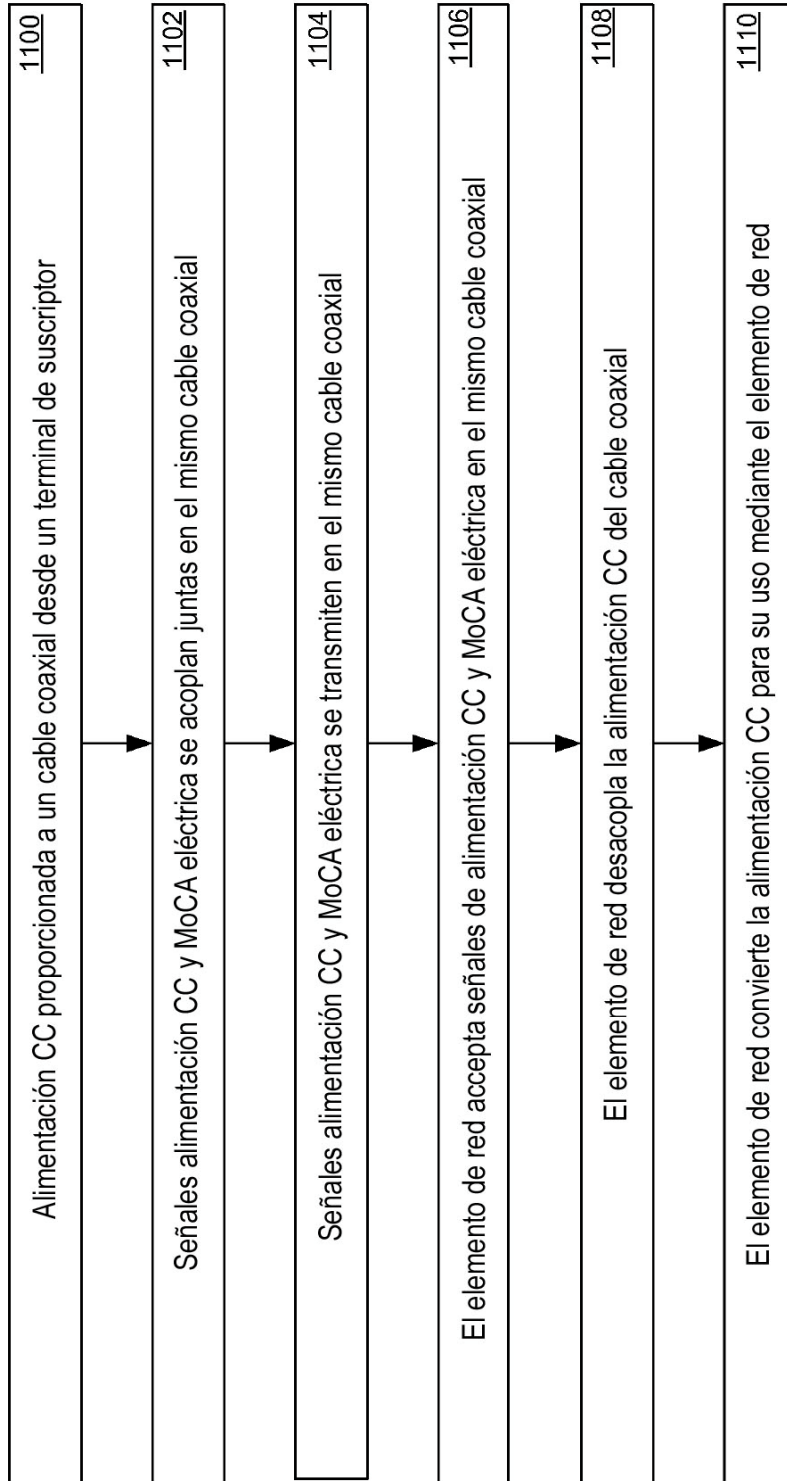 1100
Alimentación CC proporcionada a un cable coaxial desde un terminal de suscriptor
1102
Señales alimentación CC y MoCA eléctrica se acoplan juntas en el mismo cable coaxial
1104
Señales alimentación CC y MoCA eléctrica se transmiten en el mismo cable coaxial
1106
El elemento de red accepta señales de alimentación CC y MoCA eléctrica en el mismo cable coaxial
1108
El elemento de red desacopla la alimentación CC del cable coaxial
1110
El elemento de red convierte la alimentación CC para su uso mediante el elemento de red